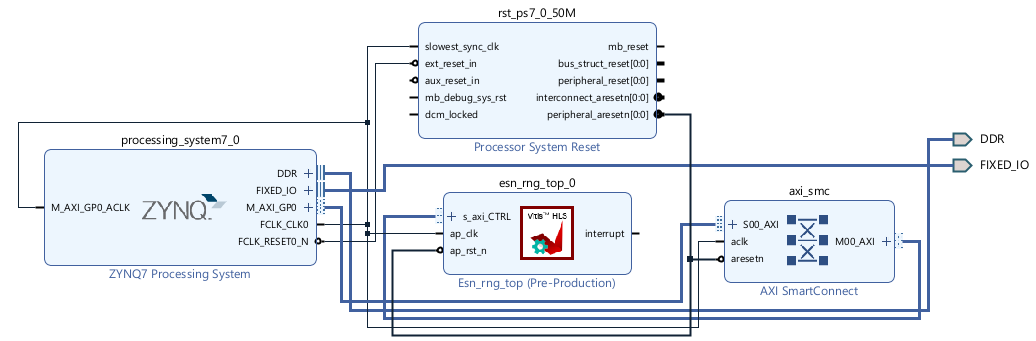 rst_ps7_0_50M
slowest_sync_clk
ext_reset_in
aux_reset_in
mb_debug_sys_rst
dcm_locked
mb_reset
bus_struct_reset[0:0]
peripheral_reset[0:0]
interconnect_aresetn[0:0]
peripheral_aresetn[0:0]
Processor System Reset
processing_system7_0
M_AXI_GP0_ACLK
ZYNQ
DDR
FIXED_IO
M_AXI_GP0
FCLK_CLK0
FCLK_RESET0_N
ZYNQ7 Processing System
esn_rng_top_0
s_axi_CTRL
ap_clk
ap_rst_n
Vitis™ HLS
interrupt
Esn_rng_top (Pre-Production)
axi_smc
S00_AXI
aclk
aresetn
M00_AXI
AXI SmartConnect
DDR
FIXED_IO